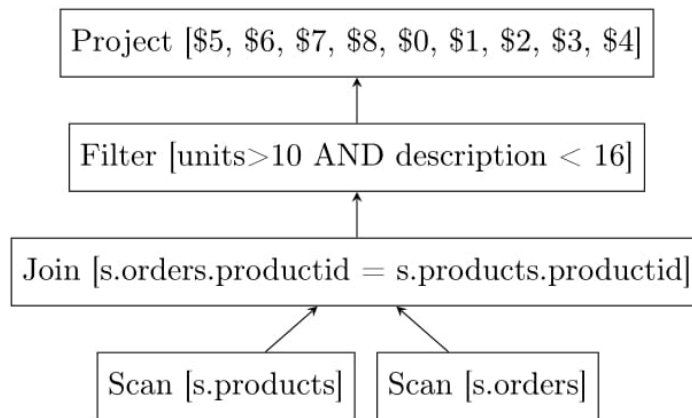 Project [$5, $6, $7, $8, $0, $1, $2, $3, $4]
Filter [units>10 AND description < 16]
Join [s.orders.productid = s.products.productid]
Scan [s.products]
Scan [s.orders]